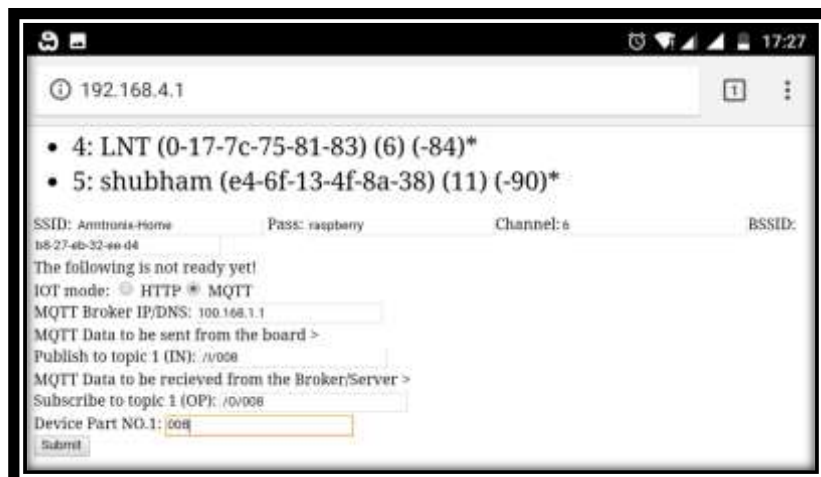 17:27
192.168.4.1
1
4: LNT (0-17-7c-75-81-83) (6) (-84)*
5: shubham (e4-6f-13-4f-8a-38) (11) (-90)*
SSID: Armtronix-Home Pass: raspberry Channel: 6 BSSID:
b8-27-eb-32-ee-d4
The following is not ready yet!
IOT mode: HTTP MQTT
MQTT Broker IP/DNS: 100.168.1.1
MQTT Data to be sent from the board >
Publish to topic 1 (IN): /I/008
MQTT Data to be recieved from the Broker/Server >
Subscribe to topic 1 (OP): /O/008
Device Part NO.1: 008
Submit